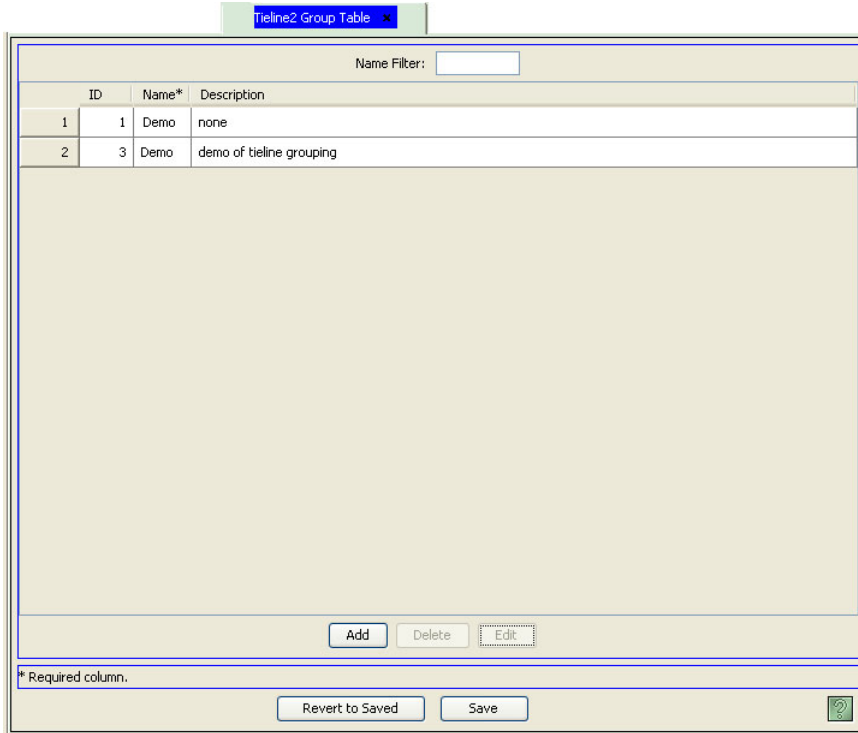 Tieline2 Group Table x
Name Filter:
ID Name* Description
1 1 Demo none
2 3 Demo demo of tieline grouping
Add Delete Edit
* Required column.
Revert to Saved Save ?